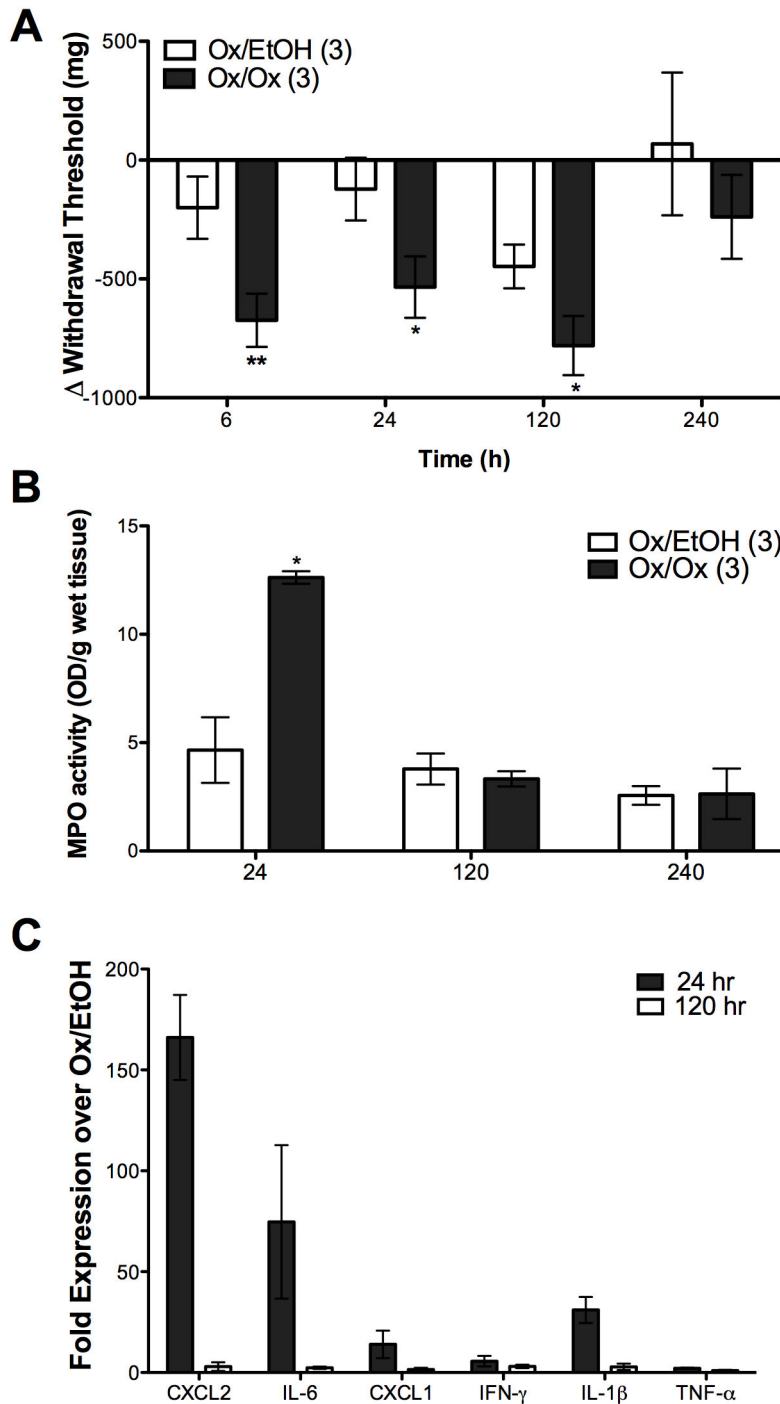 A
Δ Withdrawal Threshold (mg)
500
0
-500
-1000
Ox/EtOH (3)
Ox/Ox (3)
**
*
*
6 24 120 240
Time (h)
B
MPO activity (OD/g wet tissue)
15
10
5
0
Ox/EtOH (3)
Ox/Ox (3)
*
24 120 240
C
Fold Expression over Ox/EtOH
200
150
100
50
0
24 hr
120 hr
CXCL2 IL-6 CXCL1 IFN-γ IL-1β TNF-α